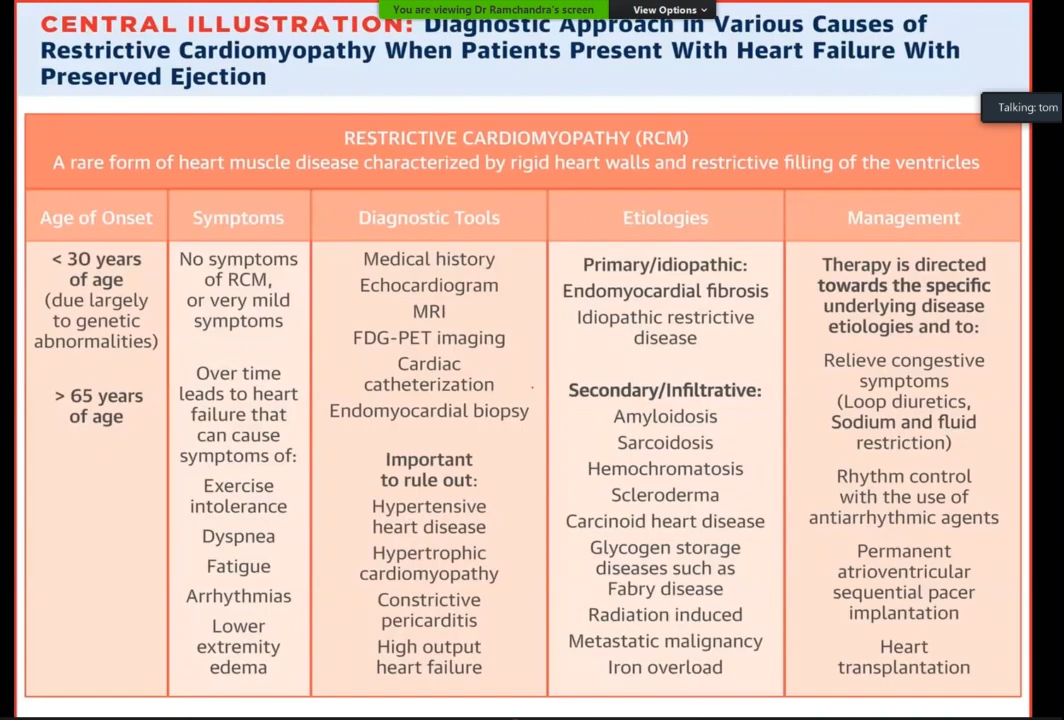 You are viewing Dr Ramchandra's screen
View Options
CENTRAL ILLUSTRATION: Diagnostic Approach in Various Causes of
Restrictive Cardiomyopathy When Patients Present With Heart Failure With
Preserved Ejection
Talking: tom
RESTRICTIVE CARDIOMYOPATHY (RCM)
A rare form of heart muscle disease characterized by rigid heart walls and restrictive filling of the ventricles
Age of Onset
< 30 years
of age
(due largely
to genetic
abnormalities)
> 65 years
of age
Symptoms
No symptoms
of RCM,
or very mild
symptoms
Over time
leads to heart
failure that
can cause
symptoms of:
Exercise
intolerance
Dyspnea
Fatigue
Arrhythmias
Lower
extremity
edema
Diagnostic Tools
Medical history
Echocardiogram
MRI
FDG-PET imaging
Cardiac
catheterization
Endomyocardial biopsy
Important
to rule out:
Hypertensive
heart disease
Hypertrophic
cardiomyopathy
Constrictive
pericarditis
High output
heart failure
Etiologies
Primary/idiopathic:
Endomyocardial fibrosis
Idiopathic restrictive
disease
Secondary/Infiltrative:
Amyloidosis
Sarcoidosis
Hemochromatosis
Scleroderma
Carcinoid heart disease
Glycogen storage
diseases such as
Fabry disease
Radiation induced
Metastatic malignancy
Iron overload
Management
Therapy is directed
towards the specific
underlying disease
etiologies and to:
Relieve congestive
symptoms
(Loop diuretics,
Sodium and fluid
restriction)
Rhythm control
with the use of
antiarrhythmic agents
Permanent
atrioventricular
sequential pacer
implantation
Heart
transplantation